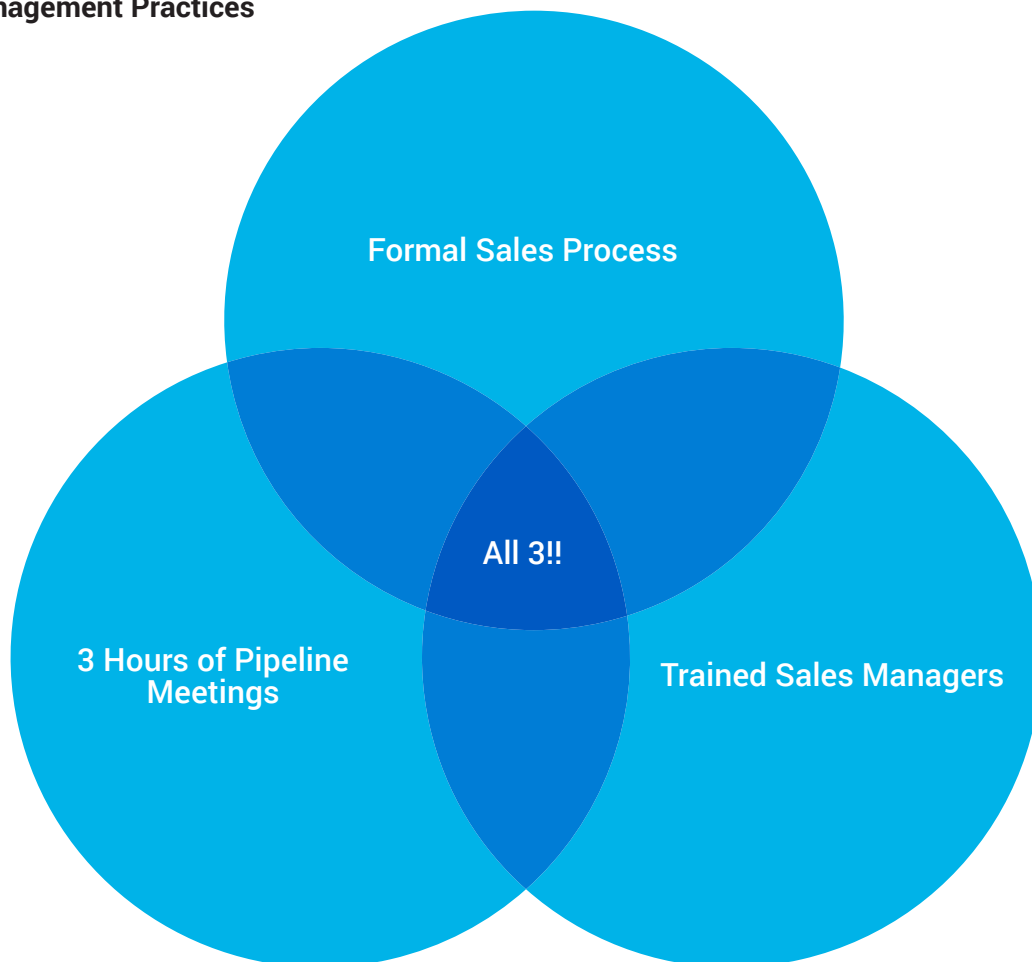 nagement Practices
Formal Sales Process
All 3!!
3 Hours of Pipeline
Meetings
Trained Sales Managers